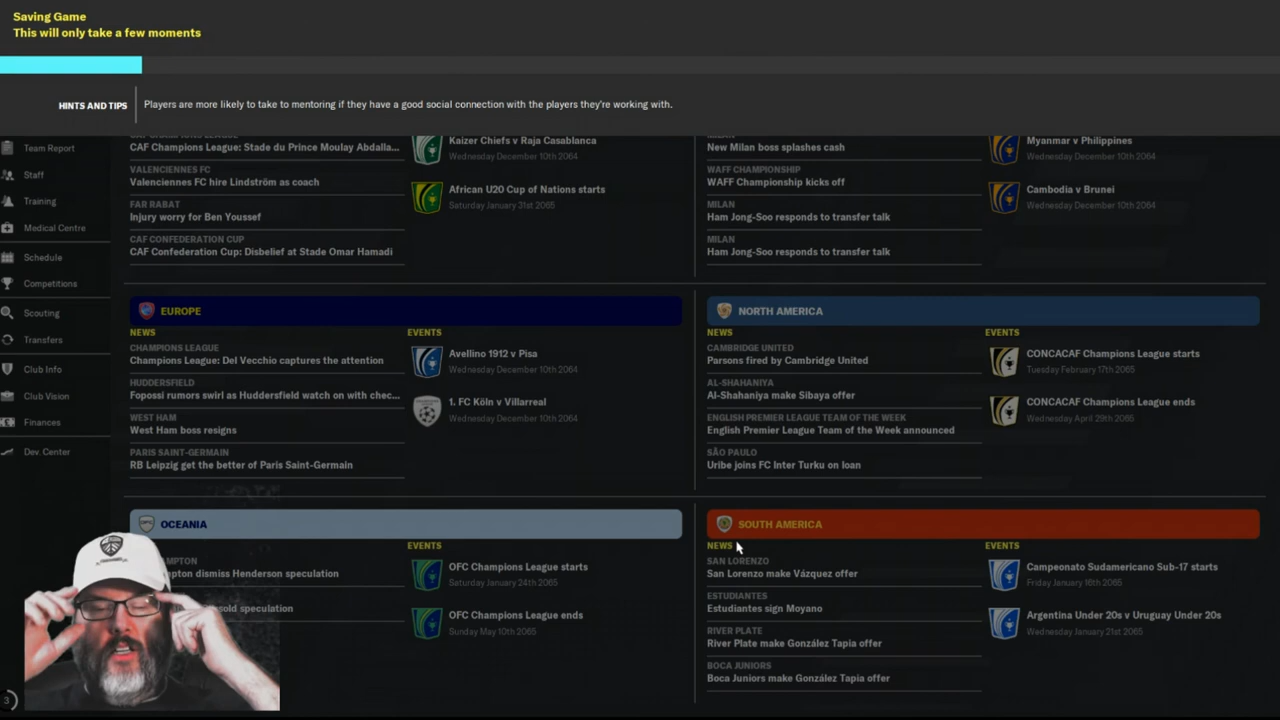 Saving Game
This will only take a few moments
HINTS AND TIPS
Players are more likely to take to mentoring if they have a good social connection with the players they're working with.
Team Report
Staff
Training
Medical Centre
Schedule
Competitions
Scouting
Transfers
Club Info
Club Vision
Finances
Dev. Center
CAF Champions League: Stade du Prince Moulay Abdalla...
VALENCIENNES FC
Valenciennes FC hire Lindström as coach
FAR RABAT
Injury worry for Ben Youssef
CAF CONFEDERATION CUP
CAF Confederation Cup: Disbelief at Stade Omar Hamadi
Kaizer Chiefs v Raja Casablanca
Wednesday December 10th 2064
African U20 Cup of Nations starts
Saturday January 31st 2065
MILAN
New Milan boss splashes cash
WAFF CHAMPIONSHIP
WAFF Championship kicks off
MILAN
Ham Jong-Soo responds to transfer talk
MILAN
Ham Jong-Soo responds to transfer talk
Myanmar v Philippines
Wednesday December 10th 2064
Cambodia v Brunei
Wednesday December 10th 2064
EUROPE
NEWS
CHAMPIONS LEAGUE
Champions League: Del Vecchio captures the attention
HUDDERSFIELD
Fopossi rumors swirl as Huddersfield watch on with chec...
WEST HAM
West Ham boss resigns
PARIS SAINT-GERMAIN
RB Leipzig get the better of Paris Saint-Germain
EVENTS
Avellino 1912 v Pisa
Wednesday December 10th 2064
1. FC Köln v Villarreal
Wednesday December 10th 2064
NORTH AMERICA
NEWS
CAMBRIDGE UNITED
Parsons fired by Cambridge United
AL-SHAHANIYA
Al-Shahaniya make Sibaya offer
ENGLISH PREMIER LEAGUE TEAM OF THE WEEK
English Premier League Team of the Week announced
SÃO PAULO
Uribe joins FC Inter Turku on loan
EVENTS
CONCACAF Champions League starts
Tuesday February 17th 2065
CONCACAF Champions League ends
Wednesday April 29th 2065
OCEANIA
dismiss Henderson speculation
speculation
EVENTS
OFC Champions League starts
Saturday January 24th 2065
OFC Champions League ends
Sunday May 10th 2065
SOUTH AMERICA
NEWS
SAN LORENZO
San Lorenzo make Vázquez offer
ESTUDIANTES
Estudiantes sign Moyano
RIVER PLATE
River Plate make González Tapia offer
BOCA JUNIORS
Boca Juniors make González Tapia offer
EVENTS
Campeonato Sudamericano Sub-17 starts
Friday January 16th 2065
Argentina Under 20s v Uruguay Under 20s
Wednesday January 21st 2065
3